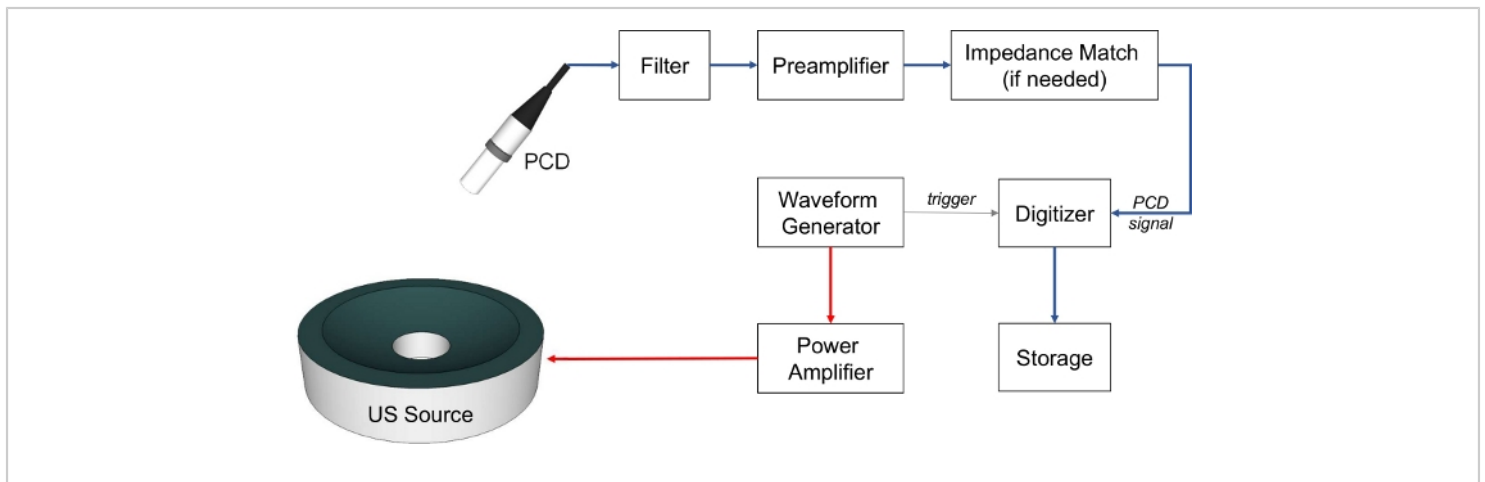 Filter
Preamplifier
Impedance Match
(if needed)
PCD
Waveform
Generator
trigger
Digitizer
PCD
signal
Power
Amplifier
Storage
US Source